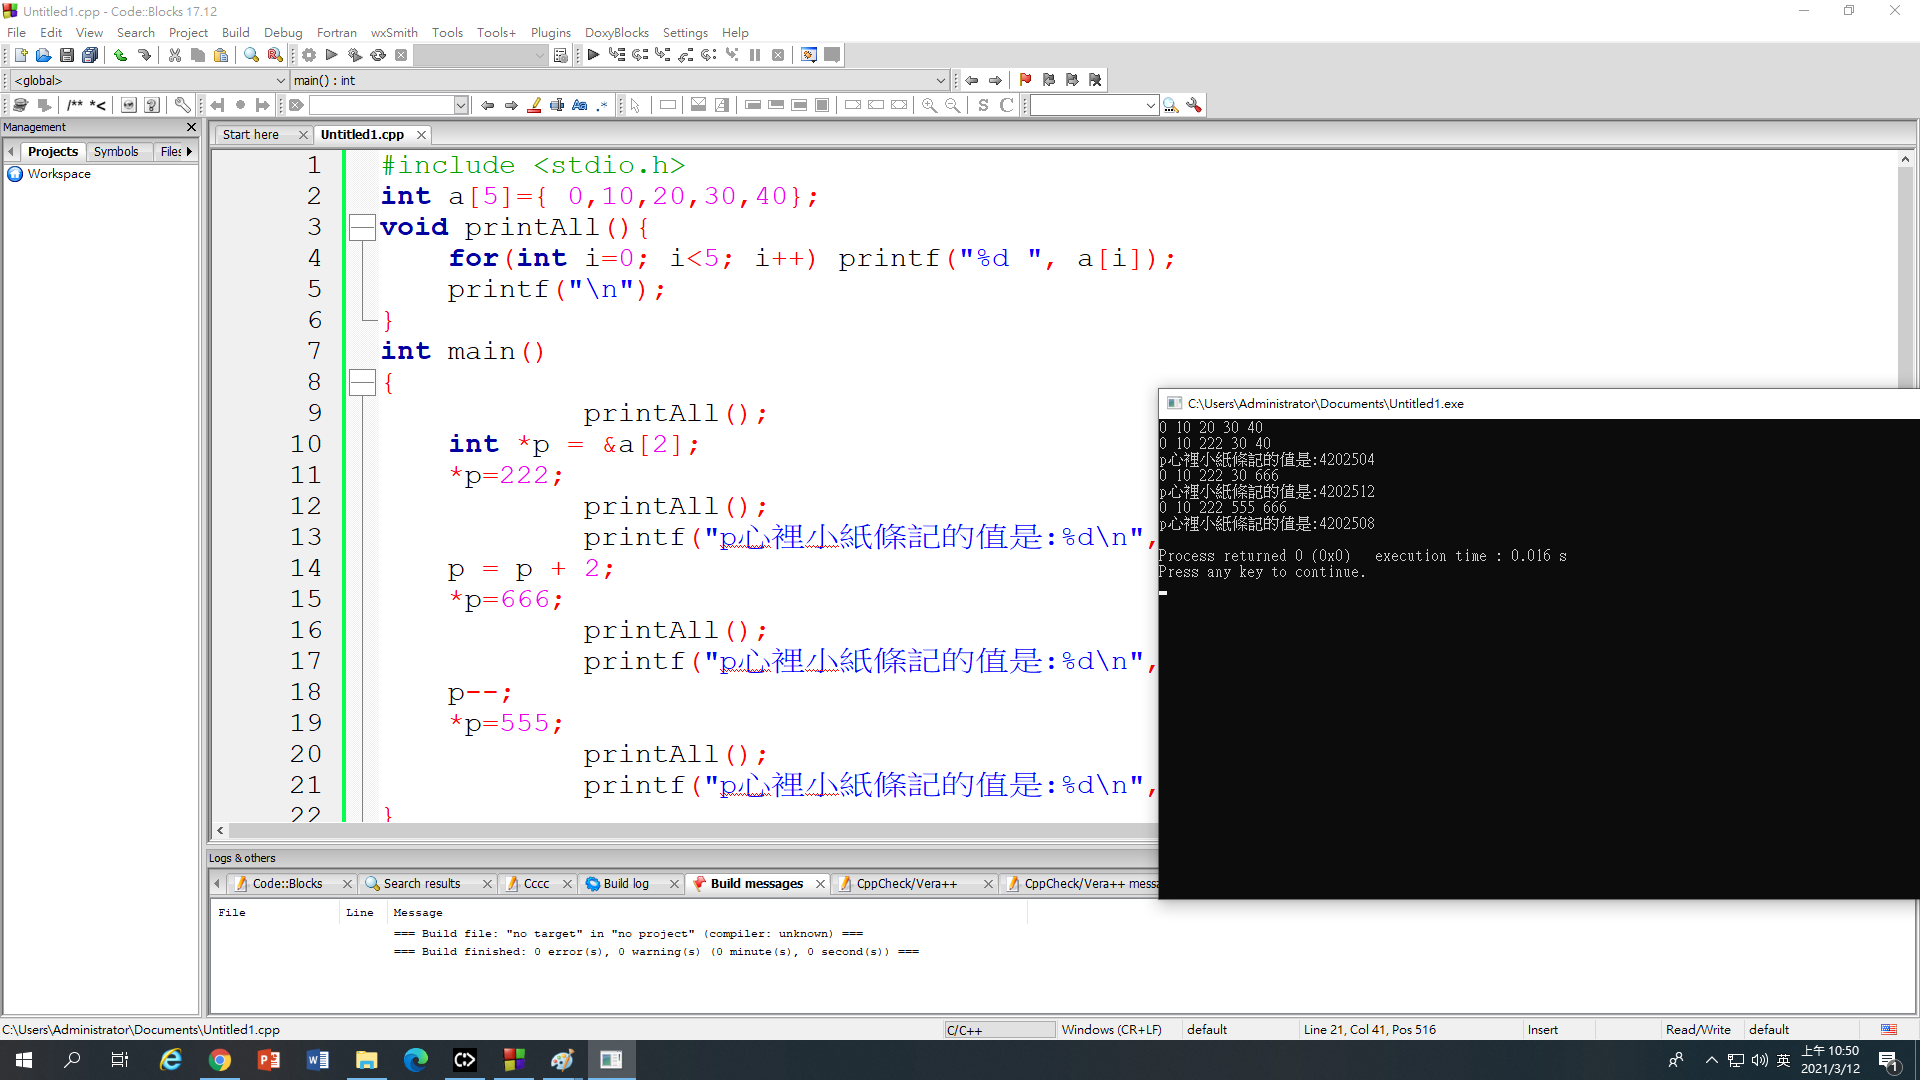 Untitled1.cpp - Code::Blocks 17.12
File Edit View Search Project Build Debug Fortran wxSmith Tools Tools+ Plugins DoxyBlocks Settings Help
<global> main() : int
/** *< Aa .* S C
Management
Start here Untitled1.cpp
Projects Symbols Files
Workspace
1 #include <stdio.h>
2 int a[5]={ 0,10,20,30,40};
3 void printAll(){
4 for(int i=0; i<5; i++) printf("%d ", a[i]);
5 printf("\n");
6 }
7 int main()
8 {
9 printAll();
10 int *p = &a[2];
11 *p=222;
12 printAll();
13 printf("p心裡小紙條記的值是:%d\n",
14 p = p + 2;
15 *p=666;
16 printAll();
17 printf("p心裡小紙條記的值是:%d\n",
18 p--;
19 *p=555;
20 printAll();
21 printf("p心裡小紙條記的值是:%d\n",
22 }
C:\Users\Administrator\Documents\Untitled1.exe
0 10 20 30 40
0 10 222 30 40
p心裡小紙條記的值是:4202504
0 10 222 30 666
p心裡小紙條記的值是:4202512
0 10 222 555 666
p心裡小紙條記的值是:4202508
Process returned 0 (0x0) execution time : 0.016 s
Press any key to continue.
Logs & others
Code::Blocks Search results Cccc Build log Build messages CppCheck/Vera++ CppCheck/Vera++ messa
File Line Message
=== Build file: "no target" in "no project" (compiler: unknown) ===
=== Build finished: 0 error(s), 0 warning(s) (0 minute(s), 0 second(s)) ===
C:\Users\Administrator\Documents\Untitled1.cpp C/C++ Windows (CR+LF) default Line 21, Col 41, Pos 516 Insert Read/Write default
英 上午 10:50
2021/3/12
1